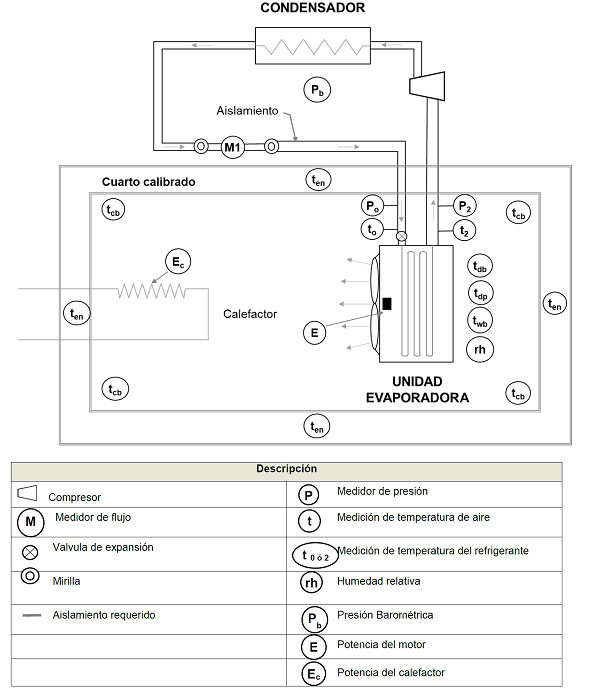 CONDENSADOR
Pb
Aislamiento
M1
Cuarto calibrado
ten
tcb
Po
P2
tcb
to
t2
Ec
tdb
tdp
ten
ten
Calefactor
E
twb
rh
UNIDAD
EVAPORADORA
tcb
tcb
ten
Descripción
Compresor
P Medidor de presión
M Medidor de flujo
t Medición de temperatura de aire
Valvula de expansión
t 0 ó 2 Medición de temperatura del refrigerante
Mirilla
rh Humedad relativa
Aislamiento requerido
Pb Presión Barornétrica
E Potencia del motor
Ec Potencia del calefactor